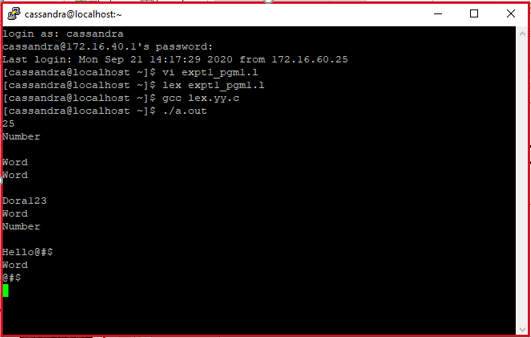 cassandra@localhost:~
login as: cassandra
cassandra@172.16.40.1's password:
Last login: Mon Sep 21 14:17:29 2020 from 172.16.60.25
[cassandra@localhost ~]$ vi expt1_pgm1.l
[cassandra@localhost ~]$ lex expt1_pgm1.l
[cassandra@localhost ~]$ gcc lex.yy.c
[cassandra@localhost ~]$ ./a.out
25
Number
Word
Word
Dora123
Word
Number
Hello@#$
Word
@#$